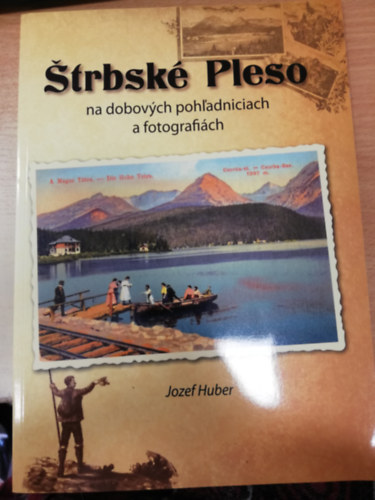 Štrbské Pleso
na dobových pohľadniciach
a fotografiách
Jozef Huber